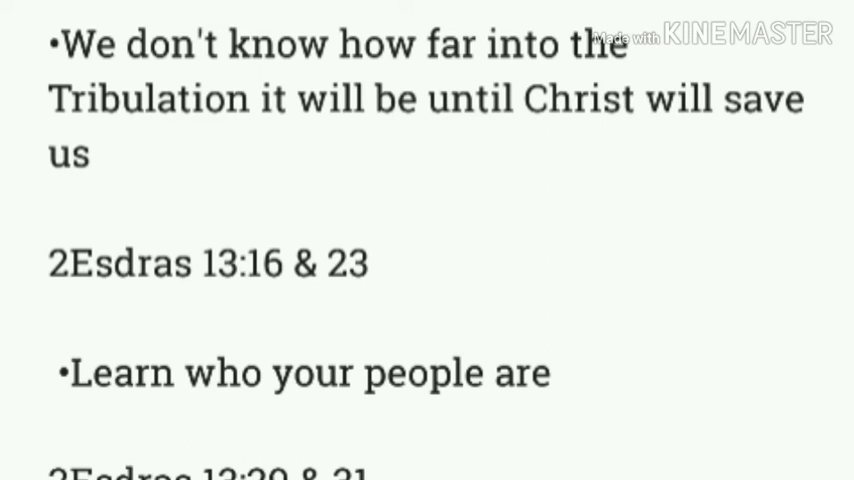 •We don't know how far into the
Made with KINEMASTER
Tribulation it will be until Christ will save
us
2Esdras 13:16 & 23
•Learn who your people are
2Esdras